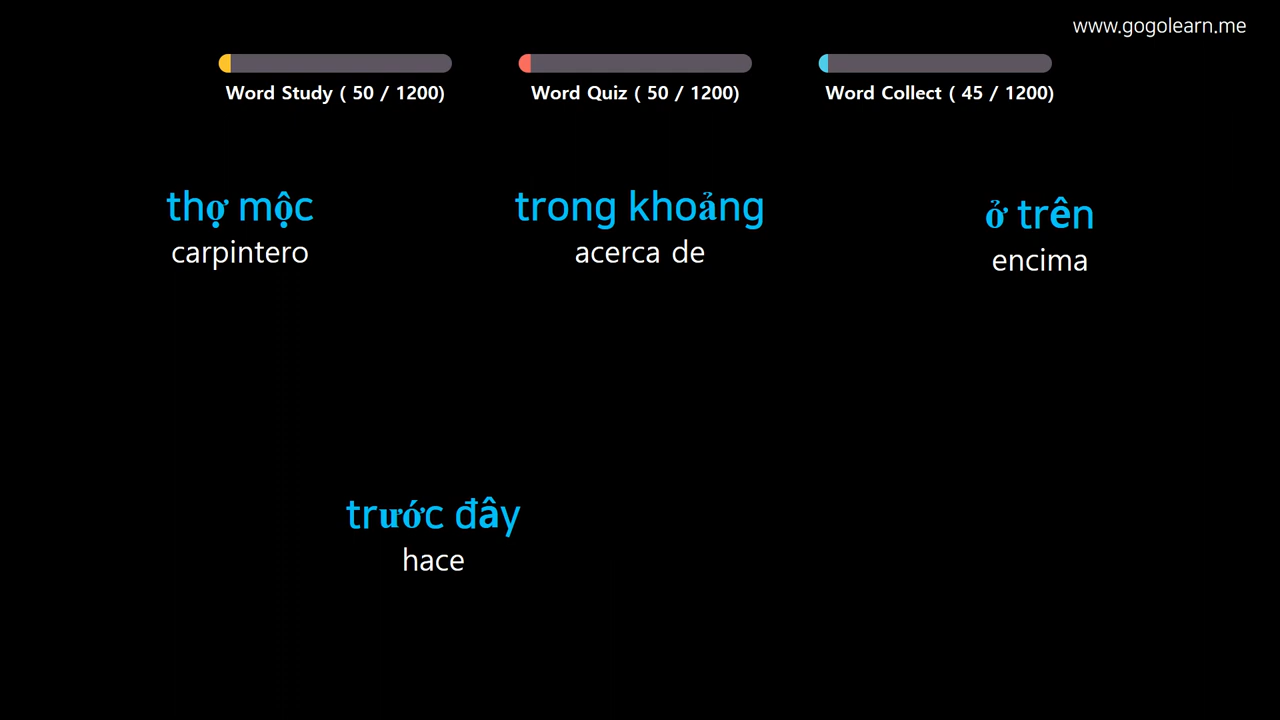 www.gogolearn.me
Word Study ( 50 / 1200)
Word Quiz ( 50 / 1200)
Word Collect ( 45 / 1200)
thợ mộc
carpintero
trong khoảng
acerca de
ở trên
encima
trước đây
hace